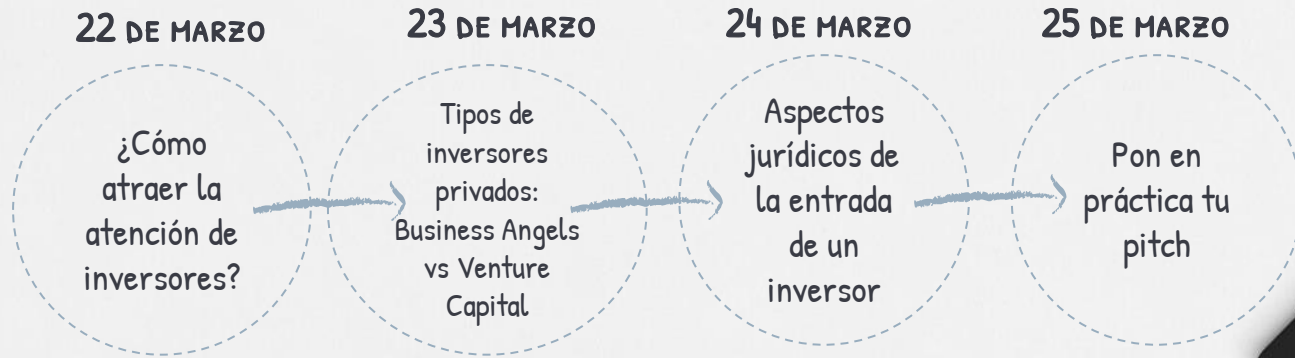 22 DE MARZO
¿Cómo
atraer la
atención de
inversores?
23 DE MARZO
Tipos de
inversores
privados:
Business Angels
vs Venture
Capital
24 DE MARZO
Aspectos
jurídicos de
la entrada
de un
inversor
25 DE MARZO
Pon en
práctica tu
pitch